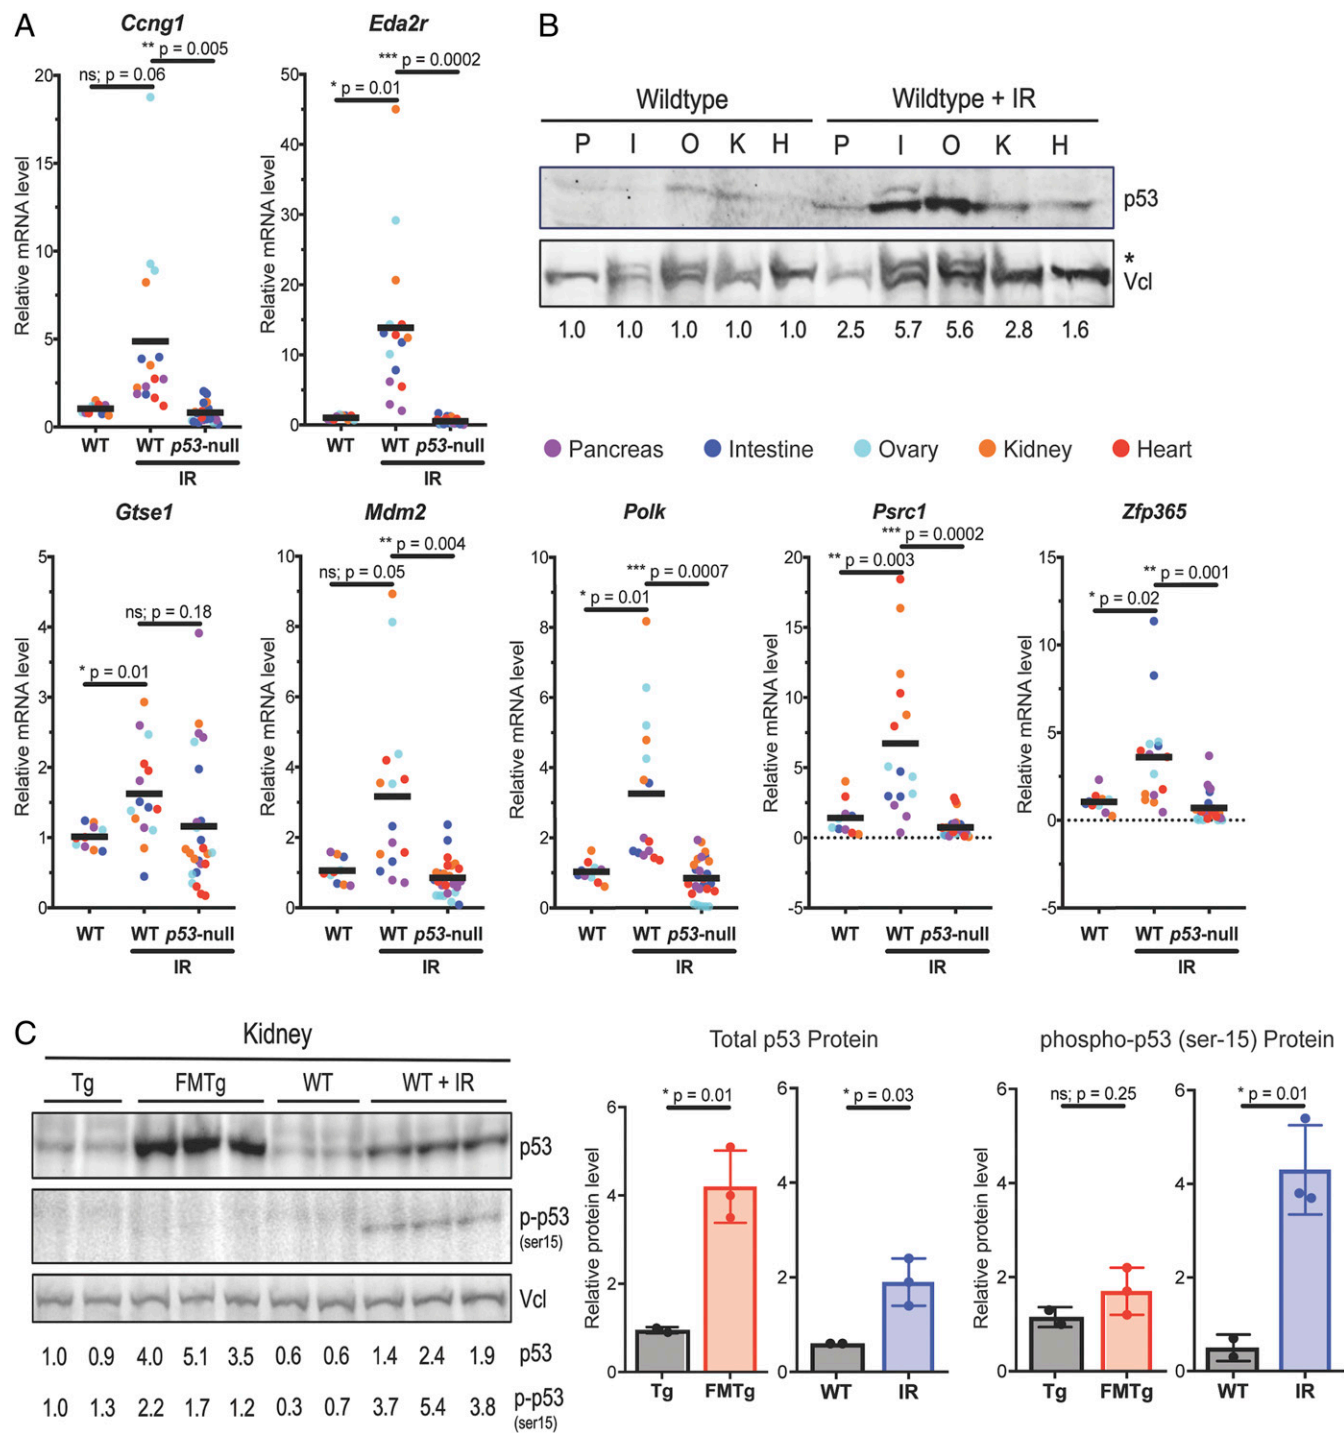 A
Ccng1
** p = 0.005
ns; p = 0.06
Relative mRNA level
20
15
10
5
0
WT
WT p53-null
IR
Eda2r
*** p = 0.0002
* p = 0.01
Relative mRNA level
50
40
30
20
10
0
WT
WT p53-null
IR
B
Wildtype
Wildtype + IR
P I O K H P I O K H
p53
*
Vcl
1.0 1.0 1.0 1.0 1.0 2.5 5.7 5.6 2.8 1.6
Pancreas Intestine Ovary Kidney Heart
Gtse1
ns; p = 0.18
* p = 0.01
Relative mRNA level
5
4
3
2
1
0
WT
WT p53-null
IR
Mdm2
** p = 0.004
ns; p = 0.05
Relative mRNA level
10
8
6
4
2
0
WT
WT p53-null
IR
Polk
*** p = 0.0007
* p = 0.01
Relative mRNA level
10
8
6
4
2
0
WT
WT p53-null
IR
Psrc1
*** p = 0.0002
** p = 0.003
Relative mRNA level
20
15
10
5
0
-5
WT
WT p53-null
IR
Zfp365
** p = 0.001
* p = 0.02
Relative mRNA level
15
10
5
0
-5
WT
WT p53-null
IR
C
Kidney
Tg FMTg WT WT + IR
p53
p-p53
(ser15)
Vcl
1.0 0.9 4.0 5.1 3.5 0.6 0.6 1.4 2.4 1.9 p53
1.0 1.3 2.2 1.7 1.2 0.3 0.7 3.7 5.4 3.8 p-p53
(ser15)
Total p53 Protein
* p = 0.01
Relative protein level
6
4
2
0
Tg FMTg
* p = 0.03
6
4
2
0
WT IR
phospho-p53 (ser-15) Protein
ns; p = 0.25
Relative protein level
6
4
2
0
Tg FMTg
* p = 0.01
6
4
2
0
WT IR